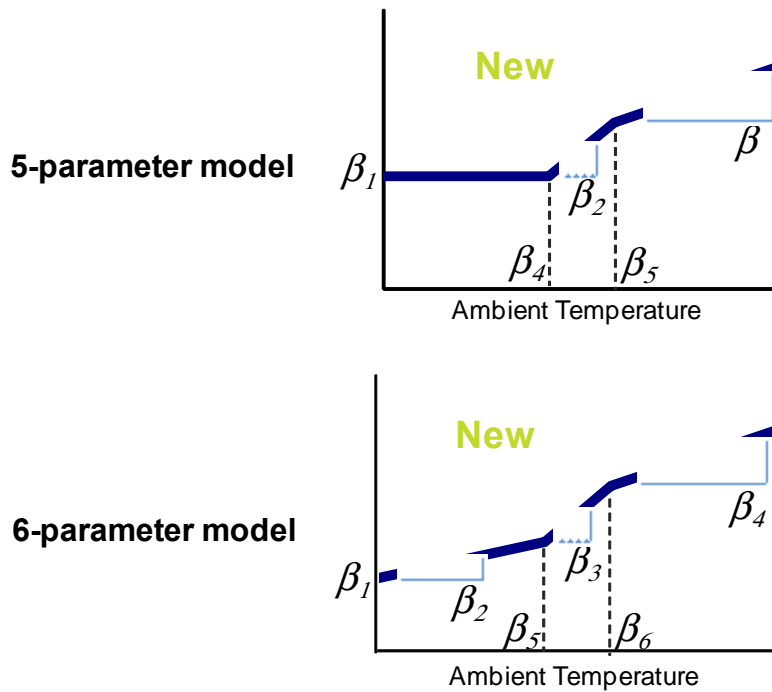 New
5-parameter model
β1
β2
β
β4
β5
Ambient Temperature
New
6-parameter model
β1
β2
β3
β4
β5
β6
Ambient Temperature